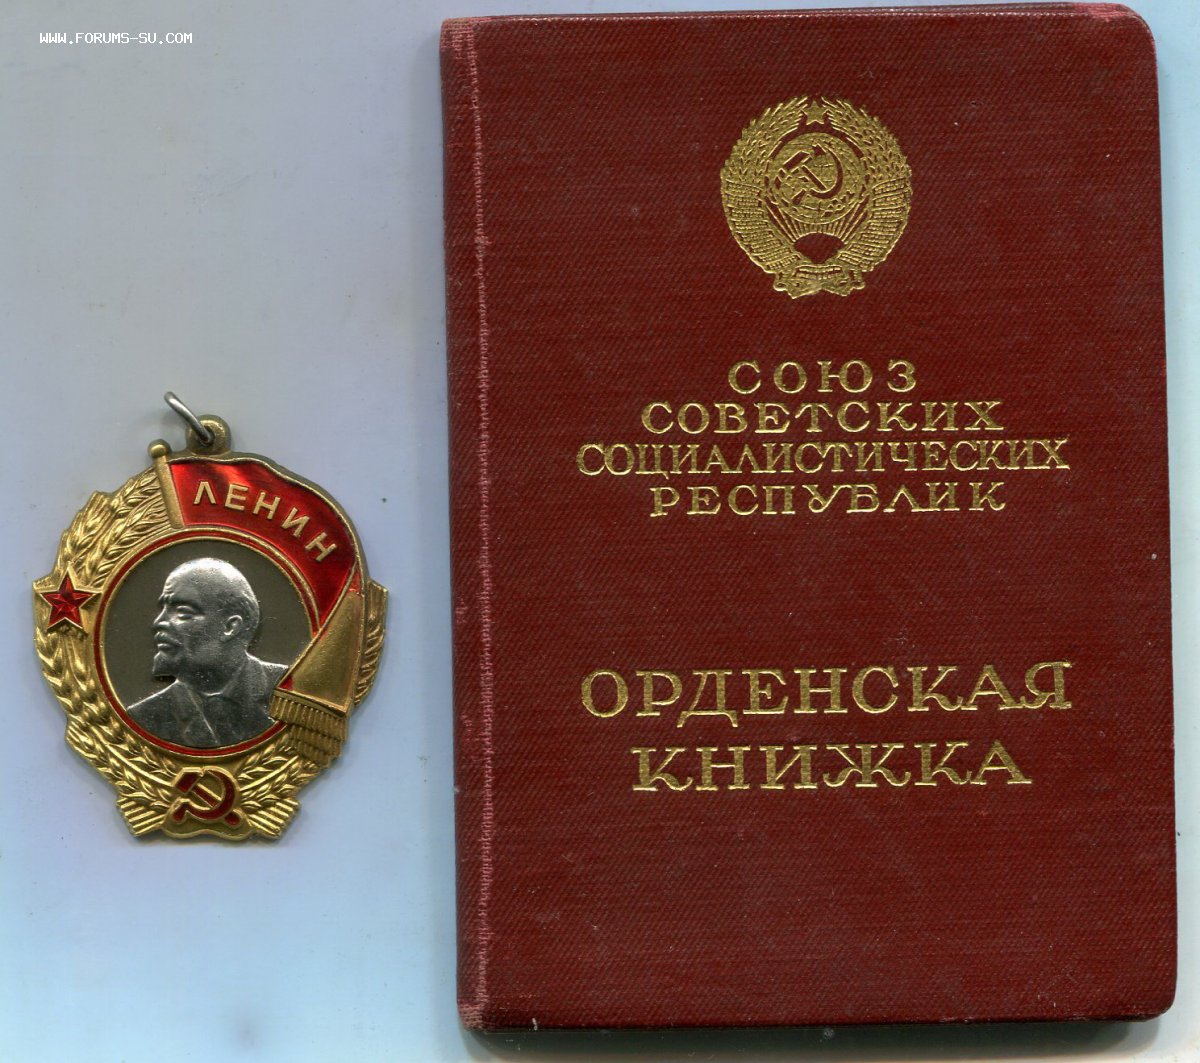 WWW.FORUMS-SU.COM
ЛЕНИН
СОЮЗ
СОВЕТСКИХ
СОЦИАЛИСТИЧЕСКИХ
РЕСПУБЛИК
ОРДЕНСКАЯ
КНИЖКА